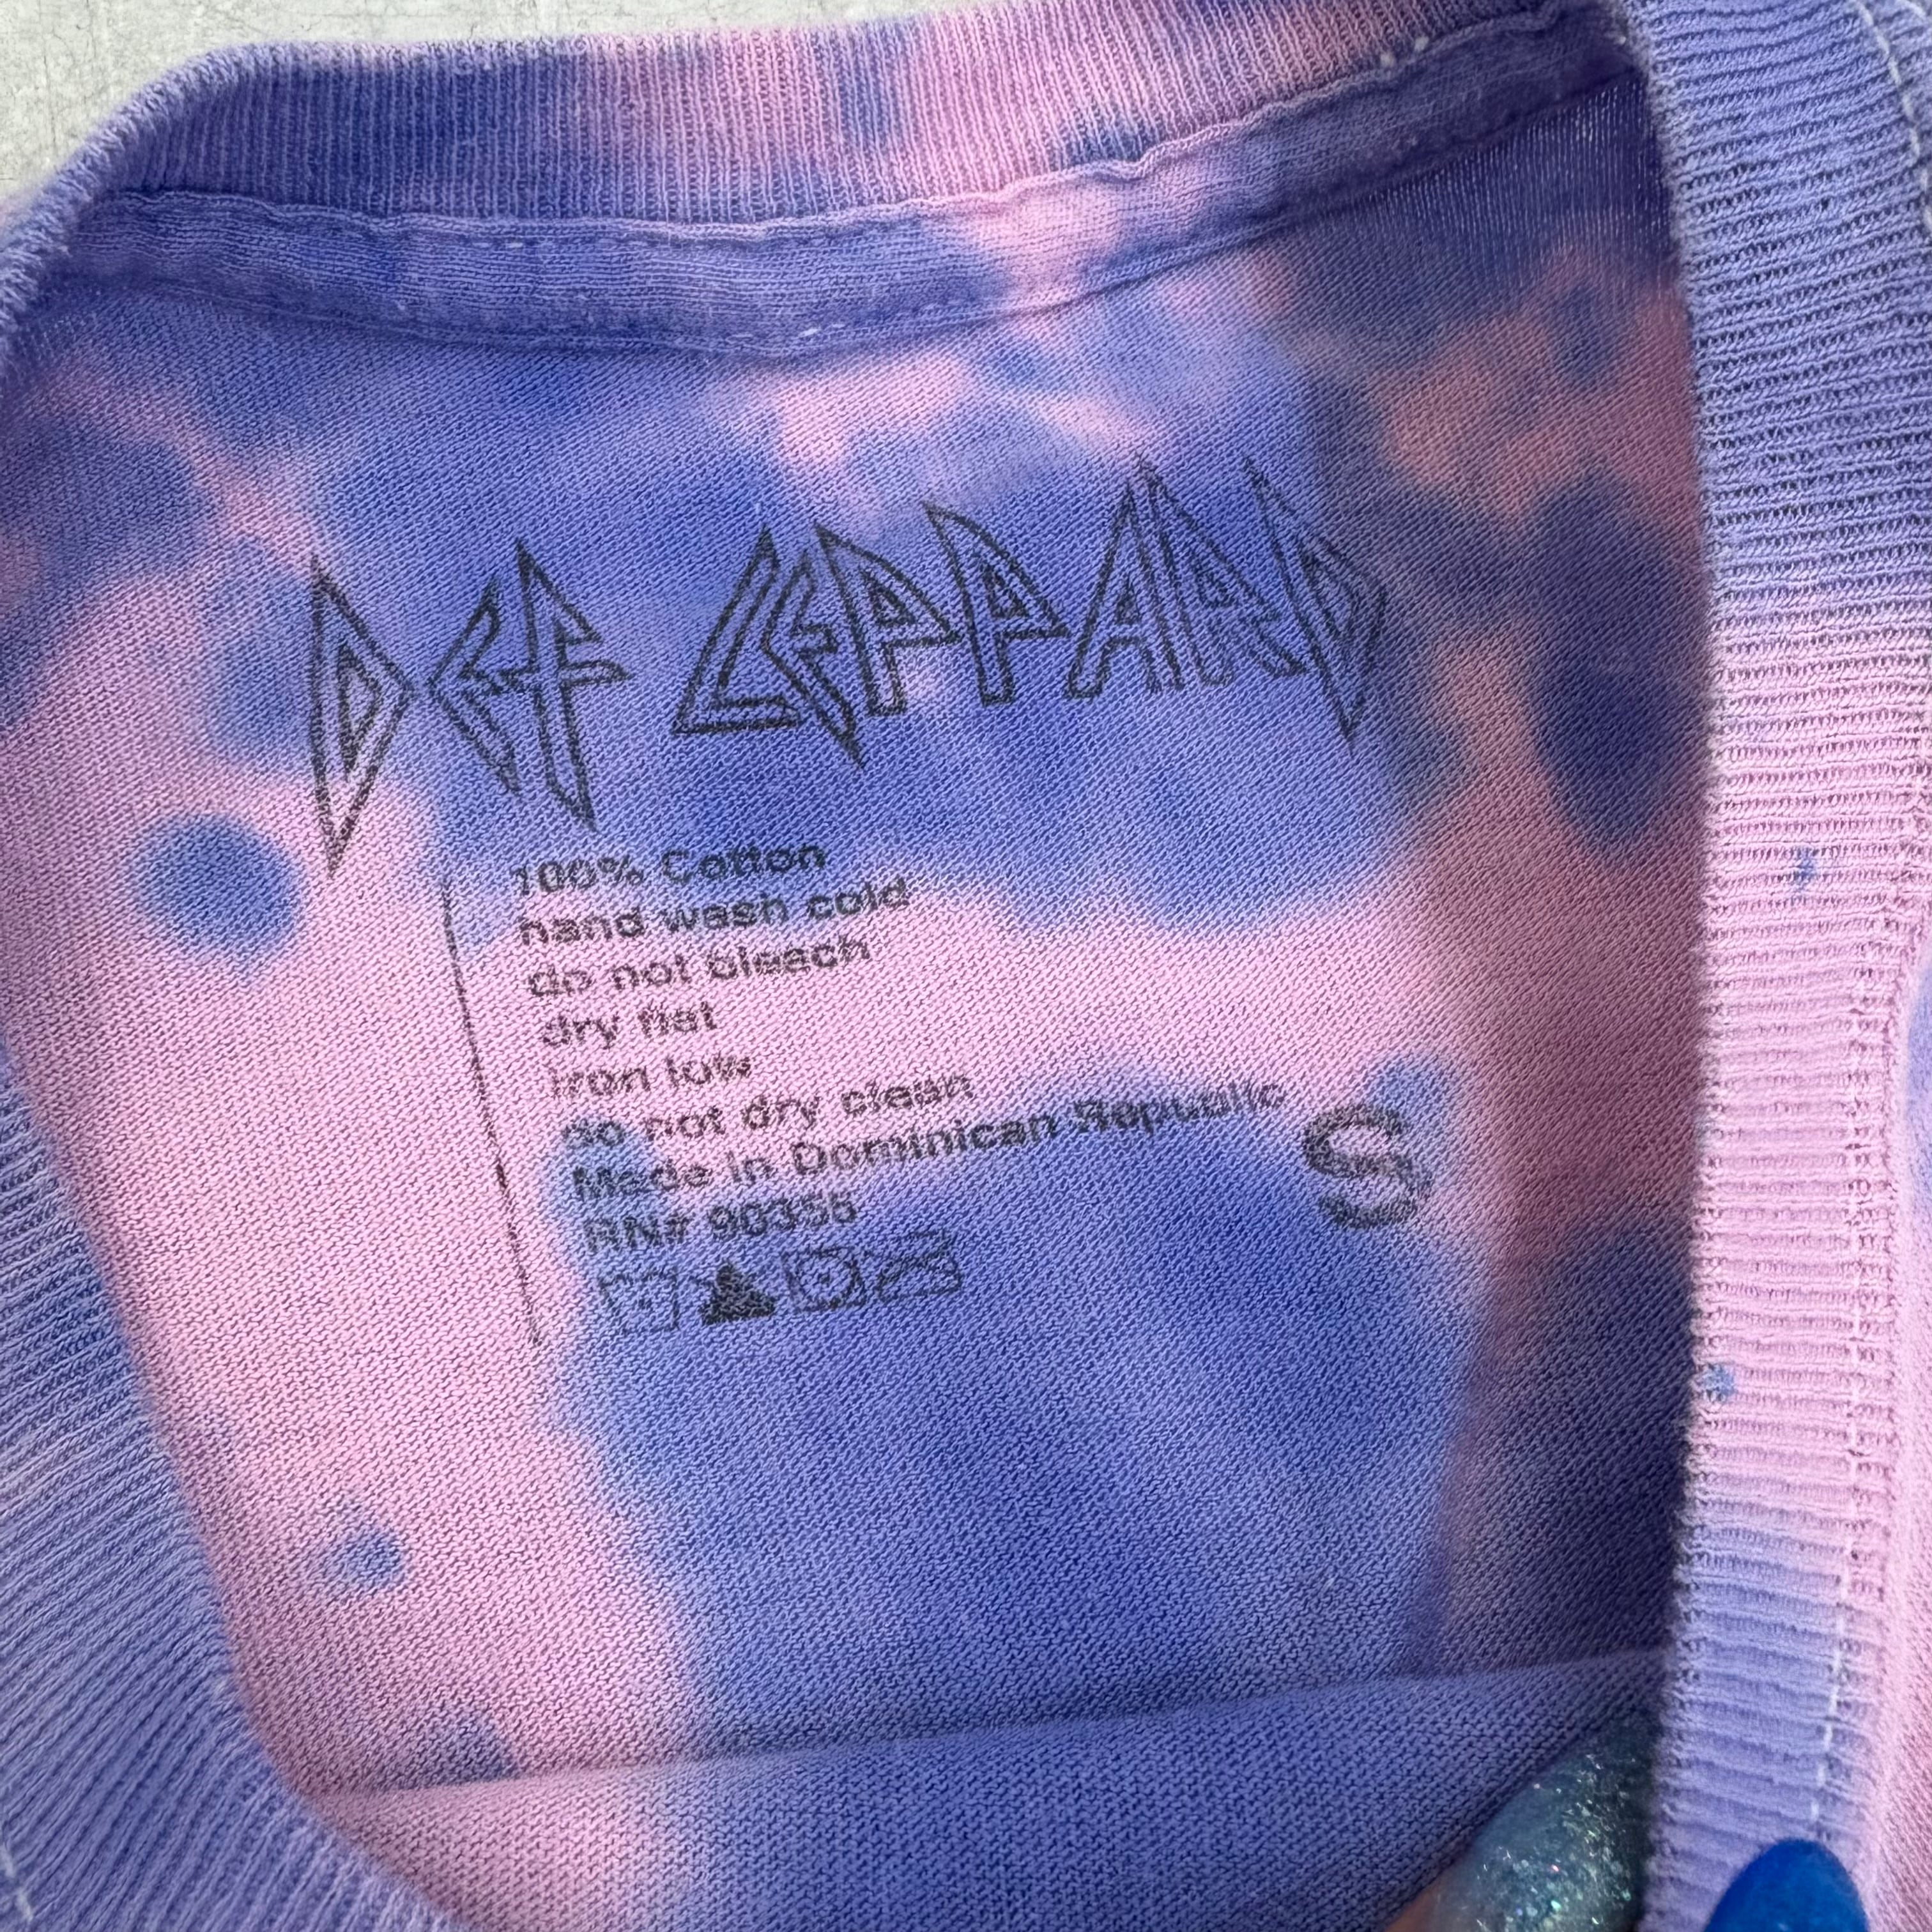 DEF LEPPARD
100% Cotton
hand wash cold
do not bleach
dry flat
iron low
do not dry clean
Made in Dominican Republic
S
RN# 90355